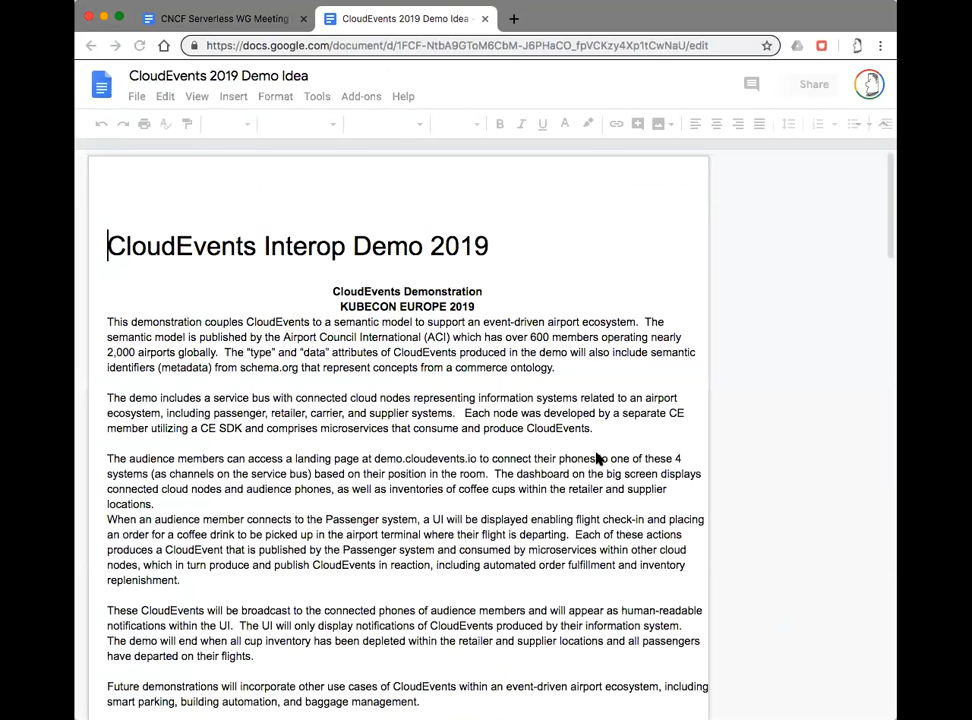 CNCF Serverless WG Meeting
CloudEvents 2019 Demo Idea
https://docs.google.com/document/d/1FCF-NtbA9GToM6CbM-J6PHaCO_fpVCKzy4Xp1tCwNaU/edit
CloudEvents 2019 Demo Idea
File Edit View Insert Format Tools Add-ons Help
Share
CloudEvents Interop Demo 2019
CloudEvents Demonstration
KUBECON EUROPE 2019
This demonstration couples CloudEvents to a semantic model to support an event-driven airport ecosystem. The
semantic model is published by the Airport Council International (ACI) which has over 600 members operating nearly
2,000 airports globally. The "type" and "data" attributes of CloudEvents produced in the demo will also include semantic
identifiers (metadata) from schema.org that represent concepts from a commerce ontology.
The demo includes a service bus with connected cloud nodes representing information systems related to an airport
ecosystem, including passenger, retailer, carrier, and supplier systems. Each node was developed by a separate CE
member utilizing a CE SDK and comprises microservices that consume and produce CloudEvents.
The audience members can access a landing page at demo.cloudevents.io to connect their phones to one of these 4
systems (as channels on the service bus) based on their position in the room. The dashboard on the big screen displays
connected cloud nodes and audience phones, as well as inventories of coffee cups within the retailer and supplier
locations.
When an audience member connects to the Passenger system, a UI will be displayed enabling flight check-in and placing
an order for a coffee drink to be picked up in the airport terminal where their flight is departing. Each of these actions
produces a CloudEvent that is published by the Passenger system and consumed by microservices within other cloud
nodes, which in turn produce and publish CloudEvents in reaction, including automated order fulfillment and inventory
replenishment.
These CloudEvents will be broadcast to the connected phones of audience members and will appear as human-readable
notifications within the UI. The UI will only display notifications of CloudEvents produced by their information system.
The demo will end when all cup inventory has been depleted within the retailer and supplier locations and all passengers
have departed on their flights.
Future demonstrations will incorporate other use cases of CloudEvents within an event-driven airport ecosystem, including
smart parking, building automation, and baggage management.